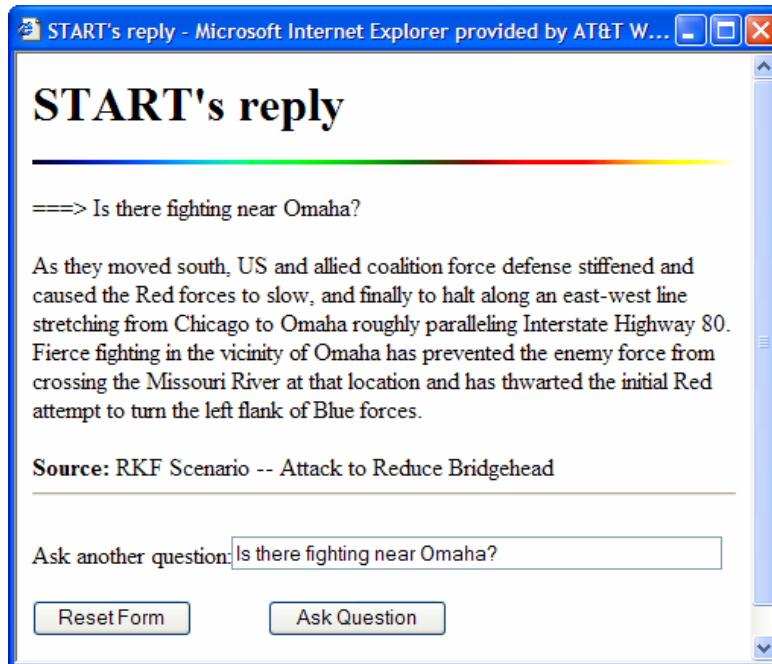 START's reply - Microsoft Internet Explorer provided by AT&T W...
START's reply
===> Is there fighting near Omaha?
As they moved south, US and allied coalition force defense stiffened and
caused the Red forces to slow, and finally to halt along an east-west line
stretching from Chicago to Omaha roughly paralleling Interstate Highway 80.
Fierce fighting in the vicinity of Omaha has prevented the enemy force from
crossing the Missouri River at that location and has thwarted the initial Red
attempt to turn the left flank of Blue forces.
Source: RKF Scenario -- Attack to Reduce Bridgehead
Ask another question: Is there fighting near Omaha?
Reset Form Ask Question